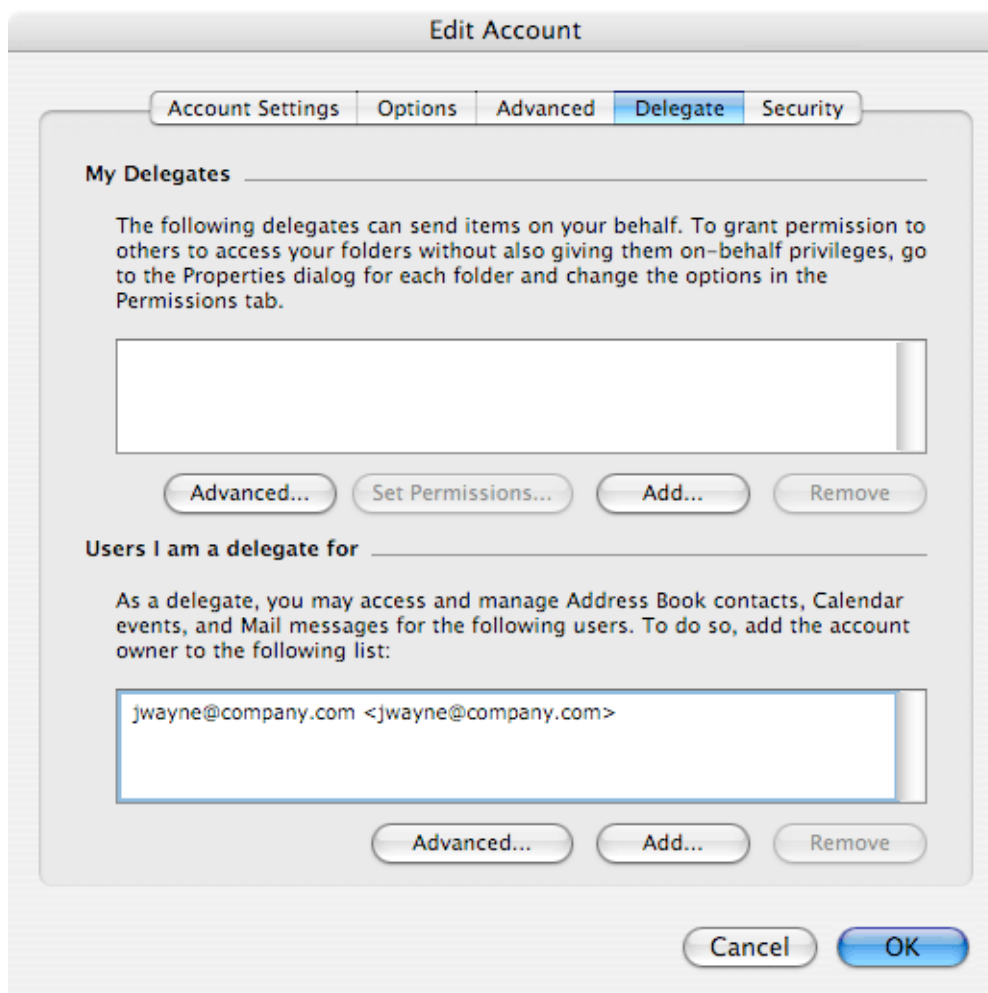 Edit Account
Account Settings Options Advanced Delegate Security
My Delegates
The following delegates can send items on your behalf. To grant permission to
others to access your folders without also giving them on-behalf privileges, go
to the Properties dialog for each folder and change the options in the
Permissions tab.
Advanced... Set Permissions... Add... Remove
Users I am a delegate for
As a delegate, you may access and manage Address Book contacts, Calendar
events, and Mail messages for the following users. To do so, add the account
owner to the following list:
jwayne@company.com <jwayne@company.com>
Advanced... Add... Remove
Cancel OK